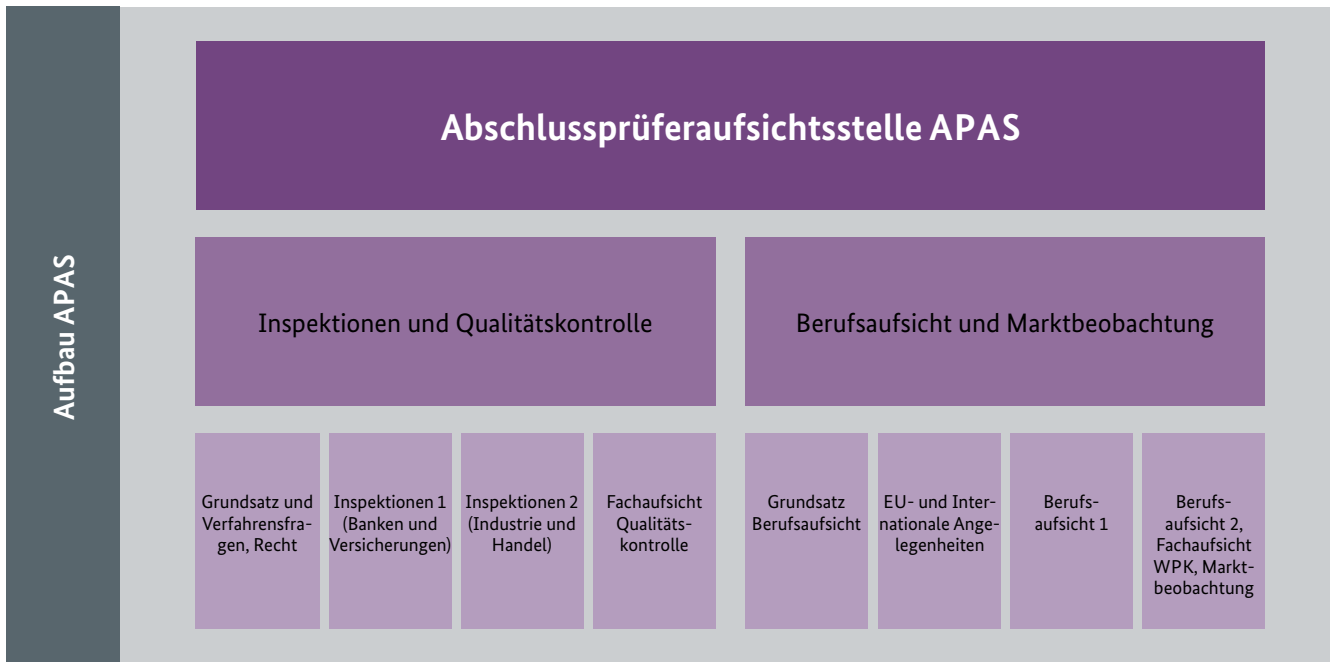 Aufbau APAS
Abschlussprüferaufsichtsstelle APAS
Inspektionen und Qualitätskontrolle
Berufsaufsicht und Marktbeobachtung
Grundsatz und
Verfahrensfra-
gen, Recht
Inspektionen 1
(Banken und
Versicherungen)
Inspektionen 2
(Industrie und
Handel)
Fachaufsicht
Qualitäts-
kontrolle
Grundsatz
Berufsaufsicht
EU- und Inter-
nationale Ange-
legenheiten
Berufs-
aufsicht 1
Berufs-
aufsicht 2,
Fachaufsicht
WPK, Markt-
beobachtung